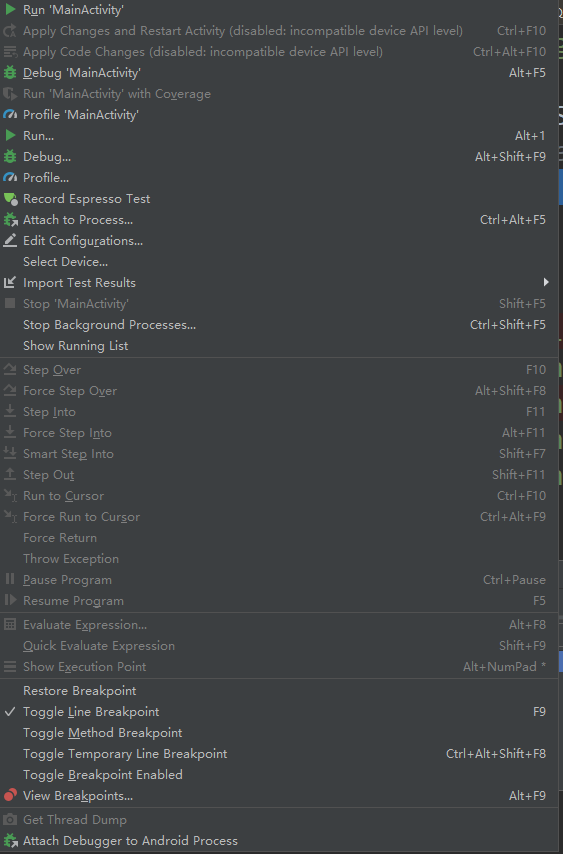 Run 'MainActivity'
Apply Changes and Restart Activity (disabled: incompatible device API level) Ctrl+F10
Apply Code Changes (disabled: incompatible device API level) Ctrl+Alt+F10
Debug 'MainActivity' Alt+F5
Run 'MainActivity' with Coverage
Profile 'MainActivity'
Run... Alt+1
Debug... Alt+Shift+F9
Profile...
Record Espresso Test
Attach to Process... Ctrl+Alt+F5
Edit Configurations...
Select Device...
Import Test Results
Stop 'MainActivity' Shift+F5
Stop Background Processes... Ctrl+Shift+F5
Show Running List
Step Over F10
Force Step Over Alt+Shift+F8
Step Into F11
Force Step Into Alt+F11
Smart Step Into Shift+F7
Step Out Shift+F11
Run to Cursor Ctrl+F10
Force Run to Cursor Ctrl+Alt+F9
Force Return
Throw Exception
Pause Program Ctrl+Pause
Resume Program F5
Evaluate Expression... Alt+F8
Quick Evaluate Expression Shift+F9
Show Execution Point Alt+NumPad *
Restore Breakpoint
Toggle Line Breakpoint F9
Toggle Method Breakpoint
Toggle Temporary Line Breakpoint Ctrl+Alt+Shift+F8
Toggle Breakpoint Enabled
View Breakpoints... Alt+F9
Get Thread Dump
Attach Debugger to Android Process